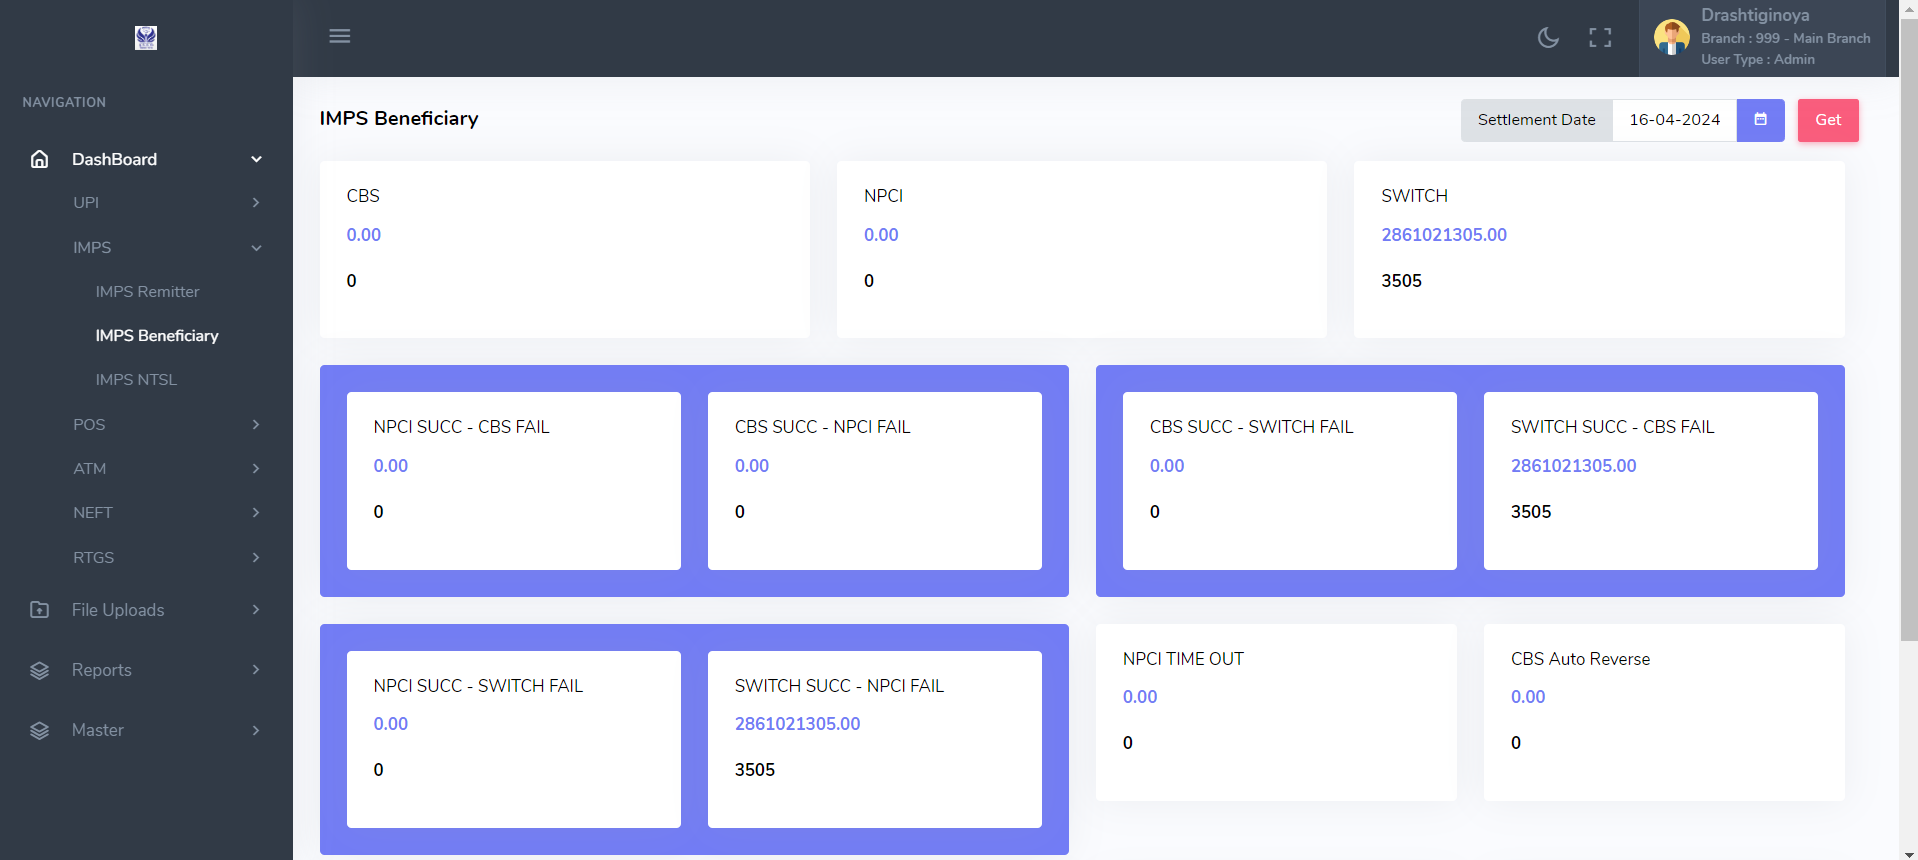 Drashtiginoya
Branch : 999 - Main Branch
User Type : Admin
NAVIGATION
DashBoard
UPI
IMPS
IMPS Remitter
IMPS Beneficiary
IMPS NTSL
POS
ATM
NEFT
RTGS
File Uploads
Reports
Master
IMPS Beneficiary
Settlement Date 16-04-2024 Get
CBS
0.00
0
NPCI
0.00
0
SWITCH
2861021305.00
3505
NPCI SUCC - CBS FAIL
0.00
0
CBS SUCC - NPCI FAIL
0.00
0
CBS SUCC - SWITCH FAIL
0.00
0
SWITCH SUCC - CBS FAIL
2861021305.00
3505
NPCI SUCC - SWITCH FAIL
0.00
0
SWITCH SUCC - NPCI FAIL
2861021305.00
3505
NPCI TIME OUT
0.00
0
CBS Auto Reverse
0.00
0